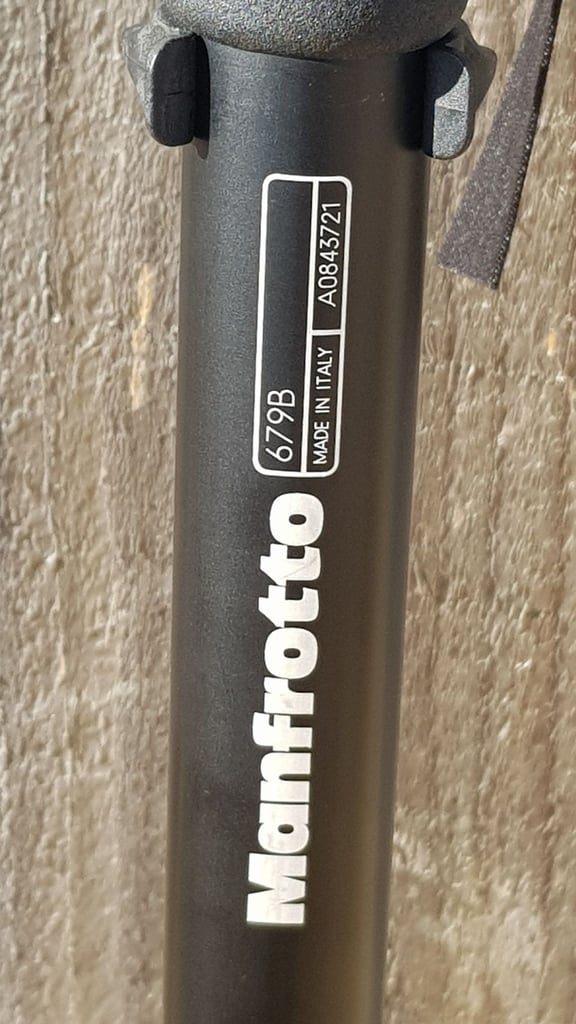 Manfrotto
679B
MADE IN ITALY
A0843721